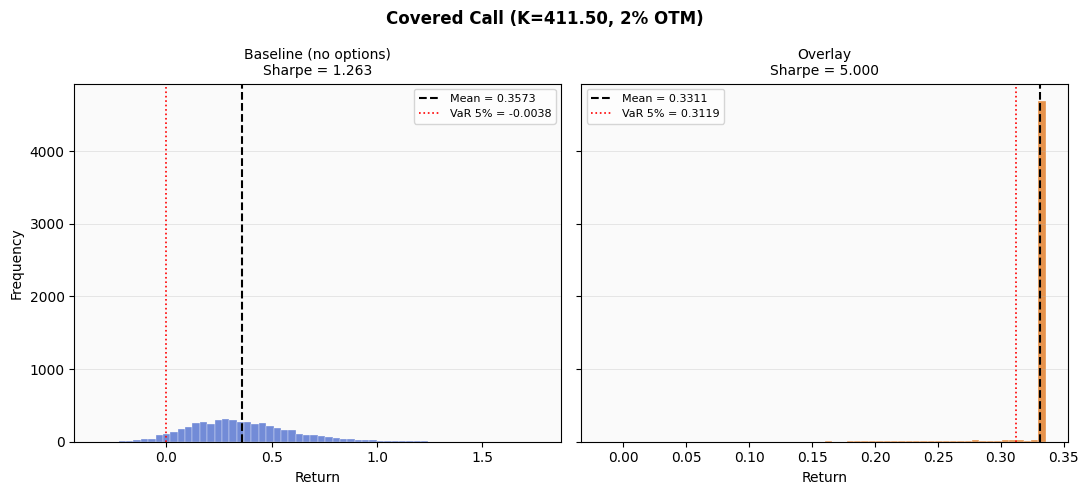 Covered Call (K=411.50, 2% OTM)
Baseline (no options)
Sharpe = 1.263
Mean = 0.3573
VaR 5% = -0.0038
Frequency
4000
3000
2000
1000
0
0.0 0.5 1.0 1.5
Return
Overlay
Sharpe = 5.000
Mean = 0.3311
VaR 5% = 0.3119
0.00 0.05 0.10 0.15 0.20 0.25 0.30 0.35
Return